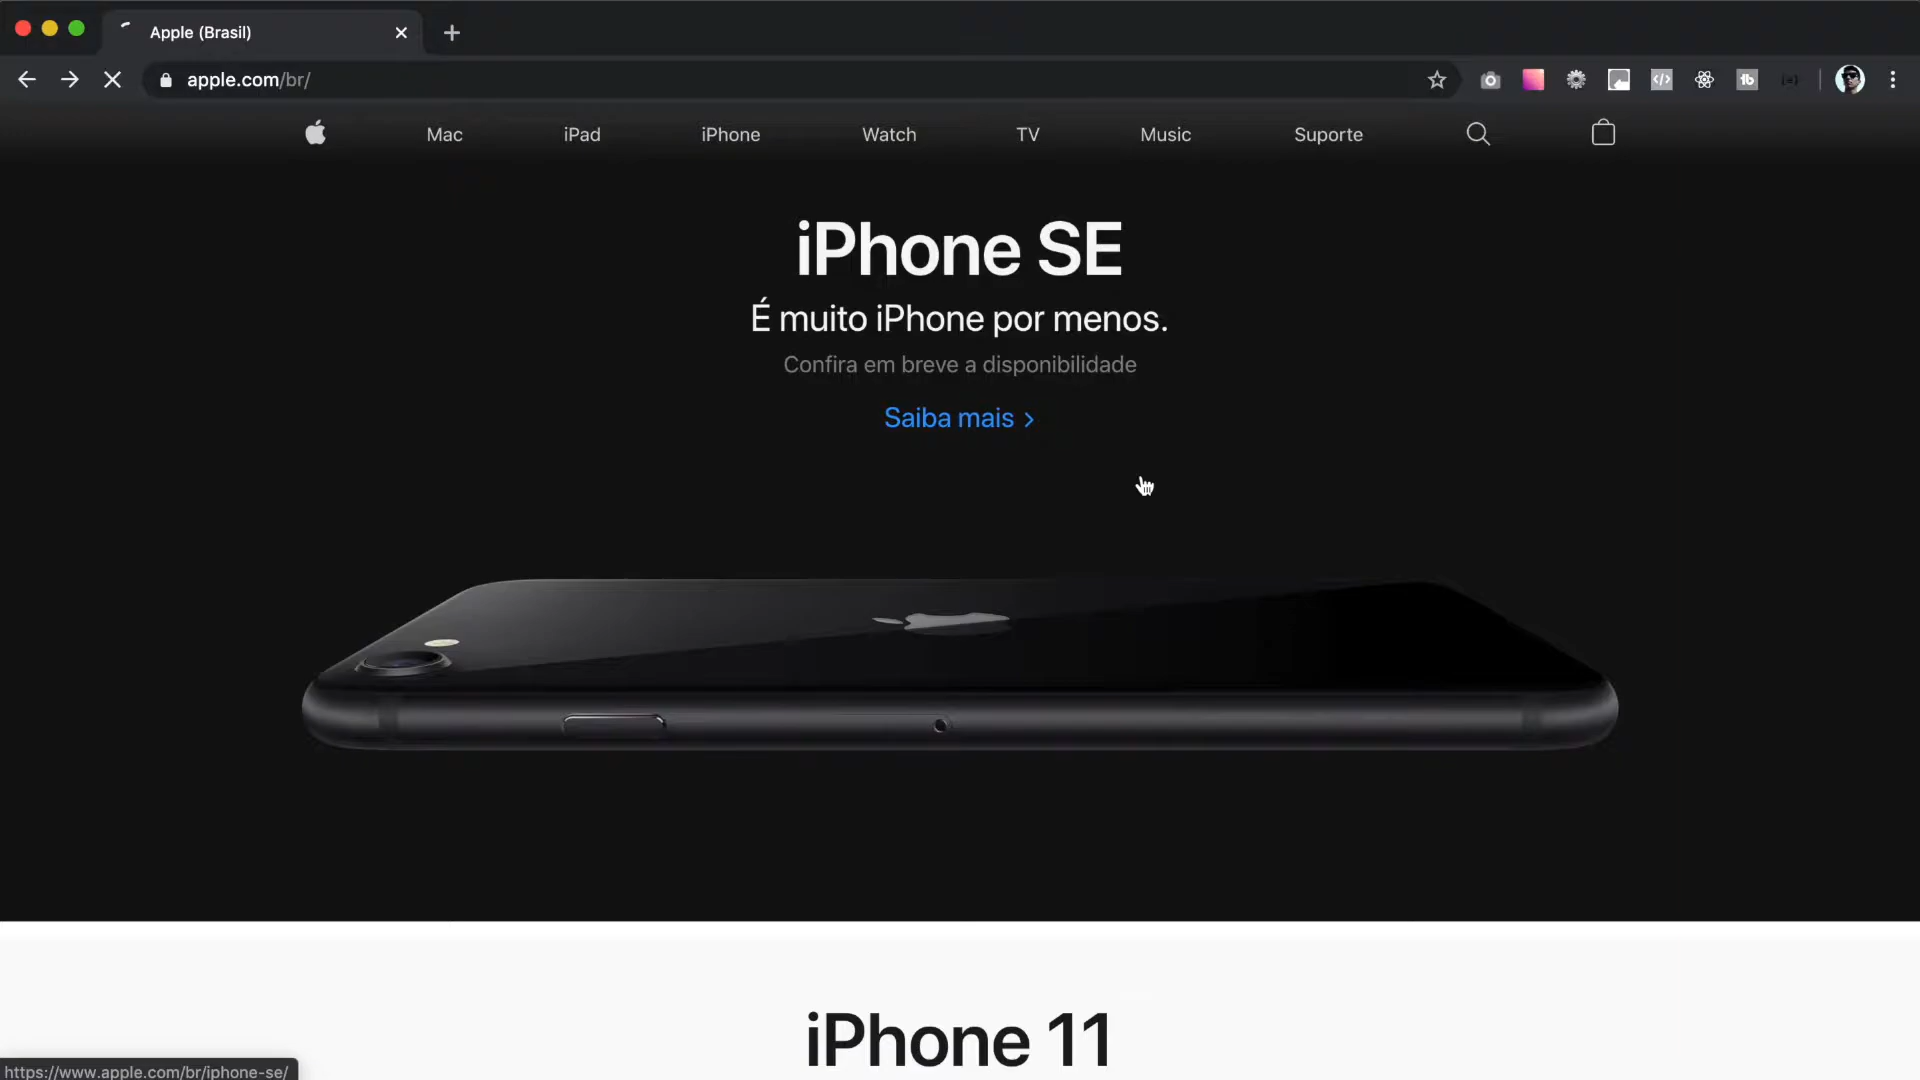 Apple (Brasil)
apple.com/br/
Mac iPad iPhone Watch TV Music Suporte
iPhone SE
É muito iPhone por menos.
Confira em breve a disponibilidade
Saiba mais >
iPhone 11
https://www.apple.com/br/iphone-se/